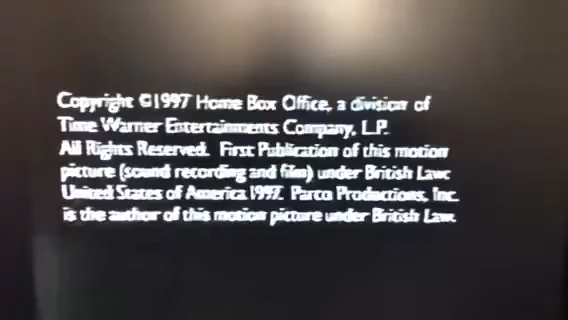 Copyright ©1997 Home Box Office, a division of
Time Warner Entertainments Company, L.P.
All Rights Reserved. First Publication of this motion
picture (sound recording and film) under British Law:
United States of America 1997. Parco Productions, Inc.
is the author of this motion picture under British Law.